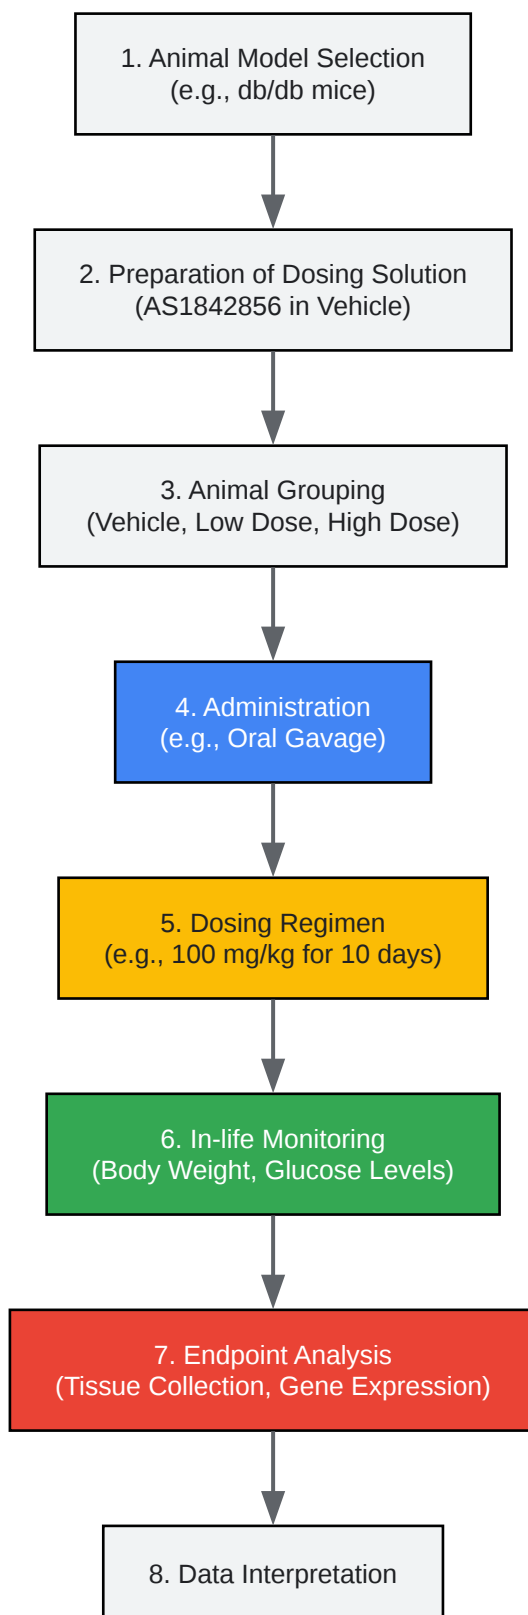 1. Animal Model Selection
(e.g., db/db mice)
2. Preparation of Dosing Solution
(AS1842856 in Vehicle)
3. Animal Grouping
(Vehicle, Low Dose, High Dose)
4. Administration
(e.g., Oral Gavage)
5. Dosing Regimen
(e.g., 100 mg/kg for 10 days)
6. In-life Monitoring
(Body Weight, Glucose Levels)
7. Endpoint Analysis
(Tissue Collection, Gene Expression)
8. Data Interpretation